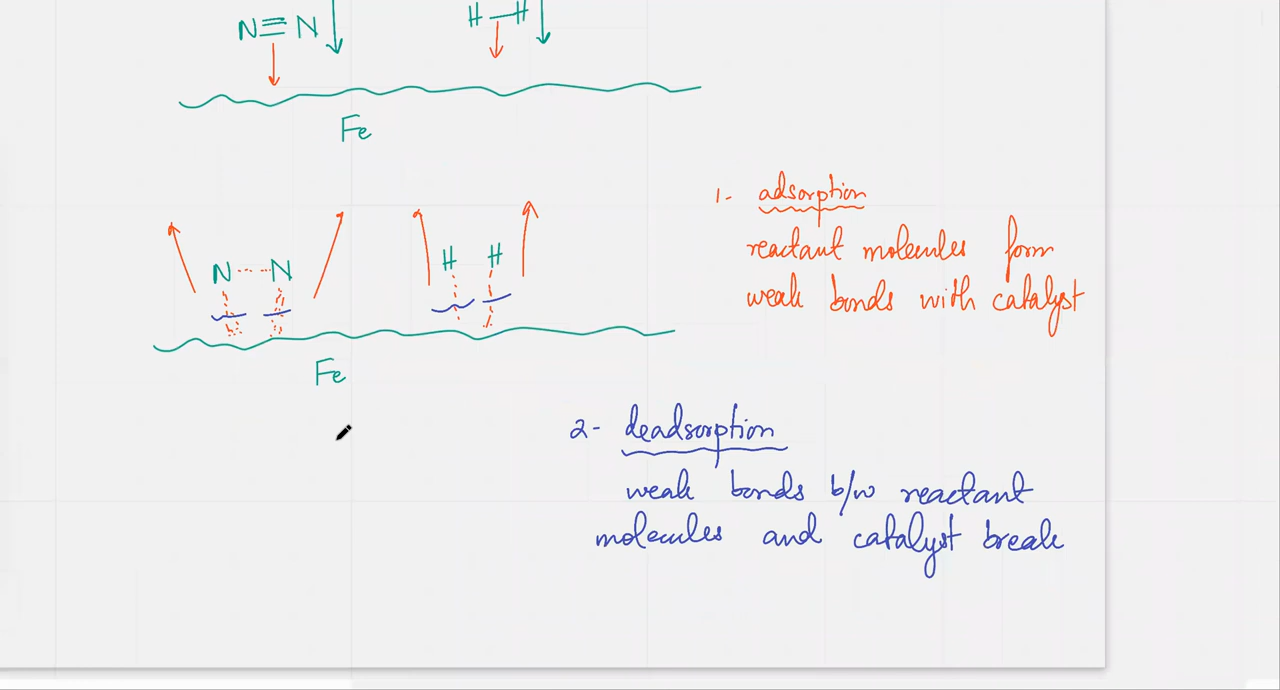 N≡N H-H
Fe
1- adsorption
reactant molecules form
weak bonds with catalyst
N---N H H
Fe
2- deadsorption
weak bonds b/w reactant
molecules and catalyst break